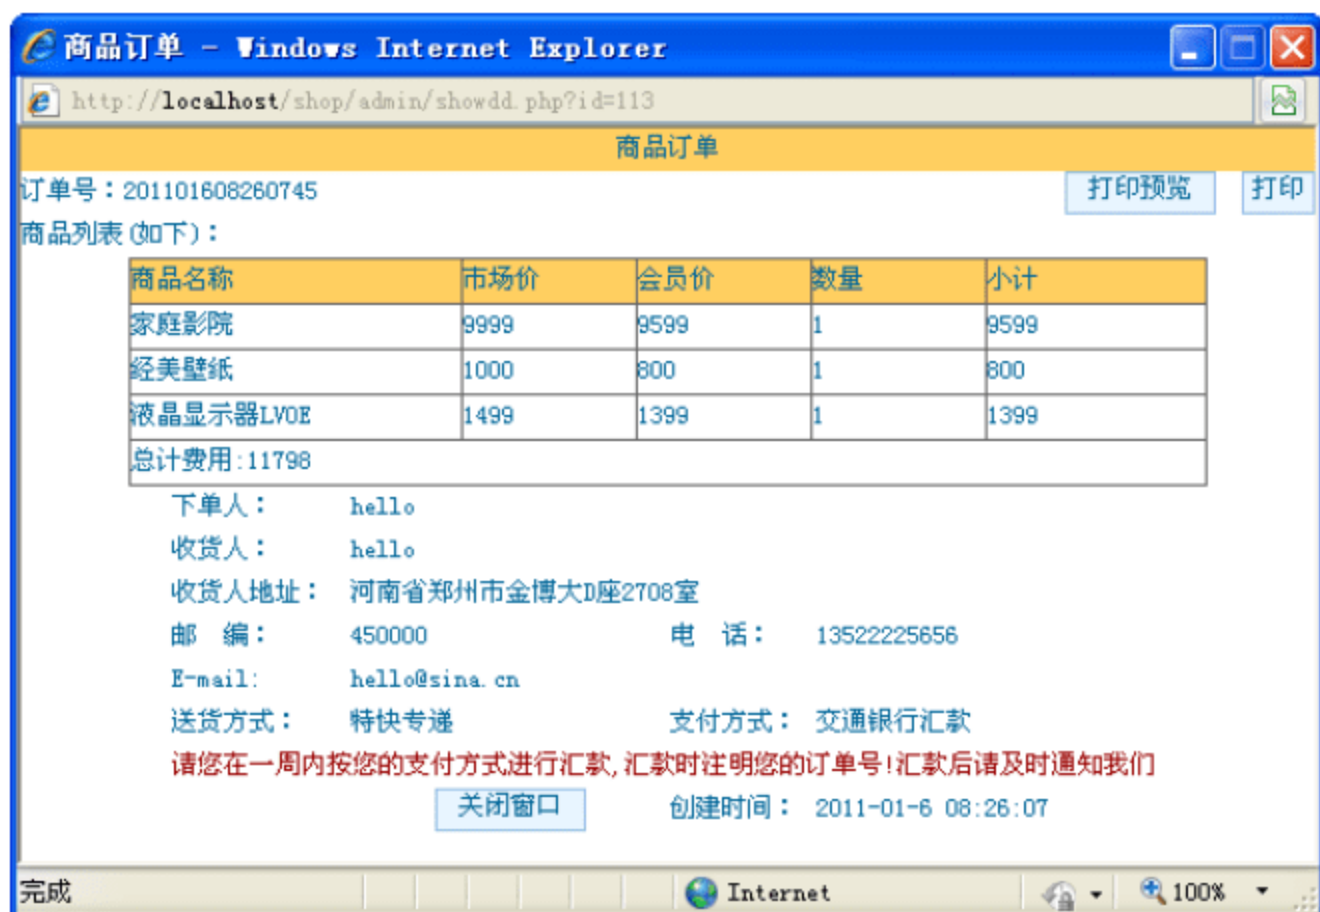 商品订单 - Windows Internet Explorer
http://localhost/shop/admin/showdd.php?id=113
商品订单
订单号：201101608260745 打印预览 打印
商品列表(如下)：
商品名称 市场价 会员价 数量 小计
家庭影院 9999 9599 1 9599
经美壁纸 1000 800 1 800
液晶显示器LVOE 1499 1399 1 1399
总计费用:11798
下单人： hello
收货人： hello
收货人地址： 河南省郑州市金博大D座2708室
邮 编： 450000 电 话： 13522225656
E-mail: hello@sina.cn
送货方式： 特快专递 支付方式： 交通银行汇款
请您在一周内按您的支付方式进行汇款,汇款时注明您的订单号!汇款后请及时通知我们
关闭窗口 创建时间： 2011-01-6 08:26:07
完成 Internet 100%